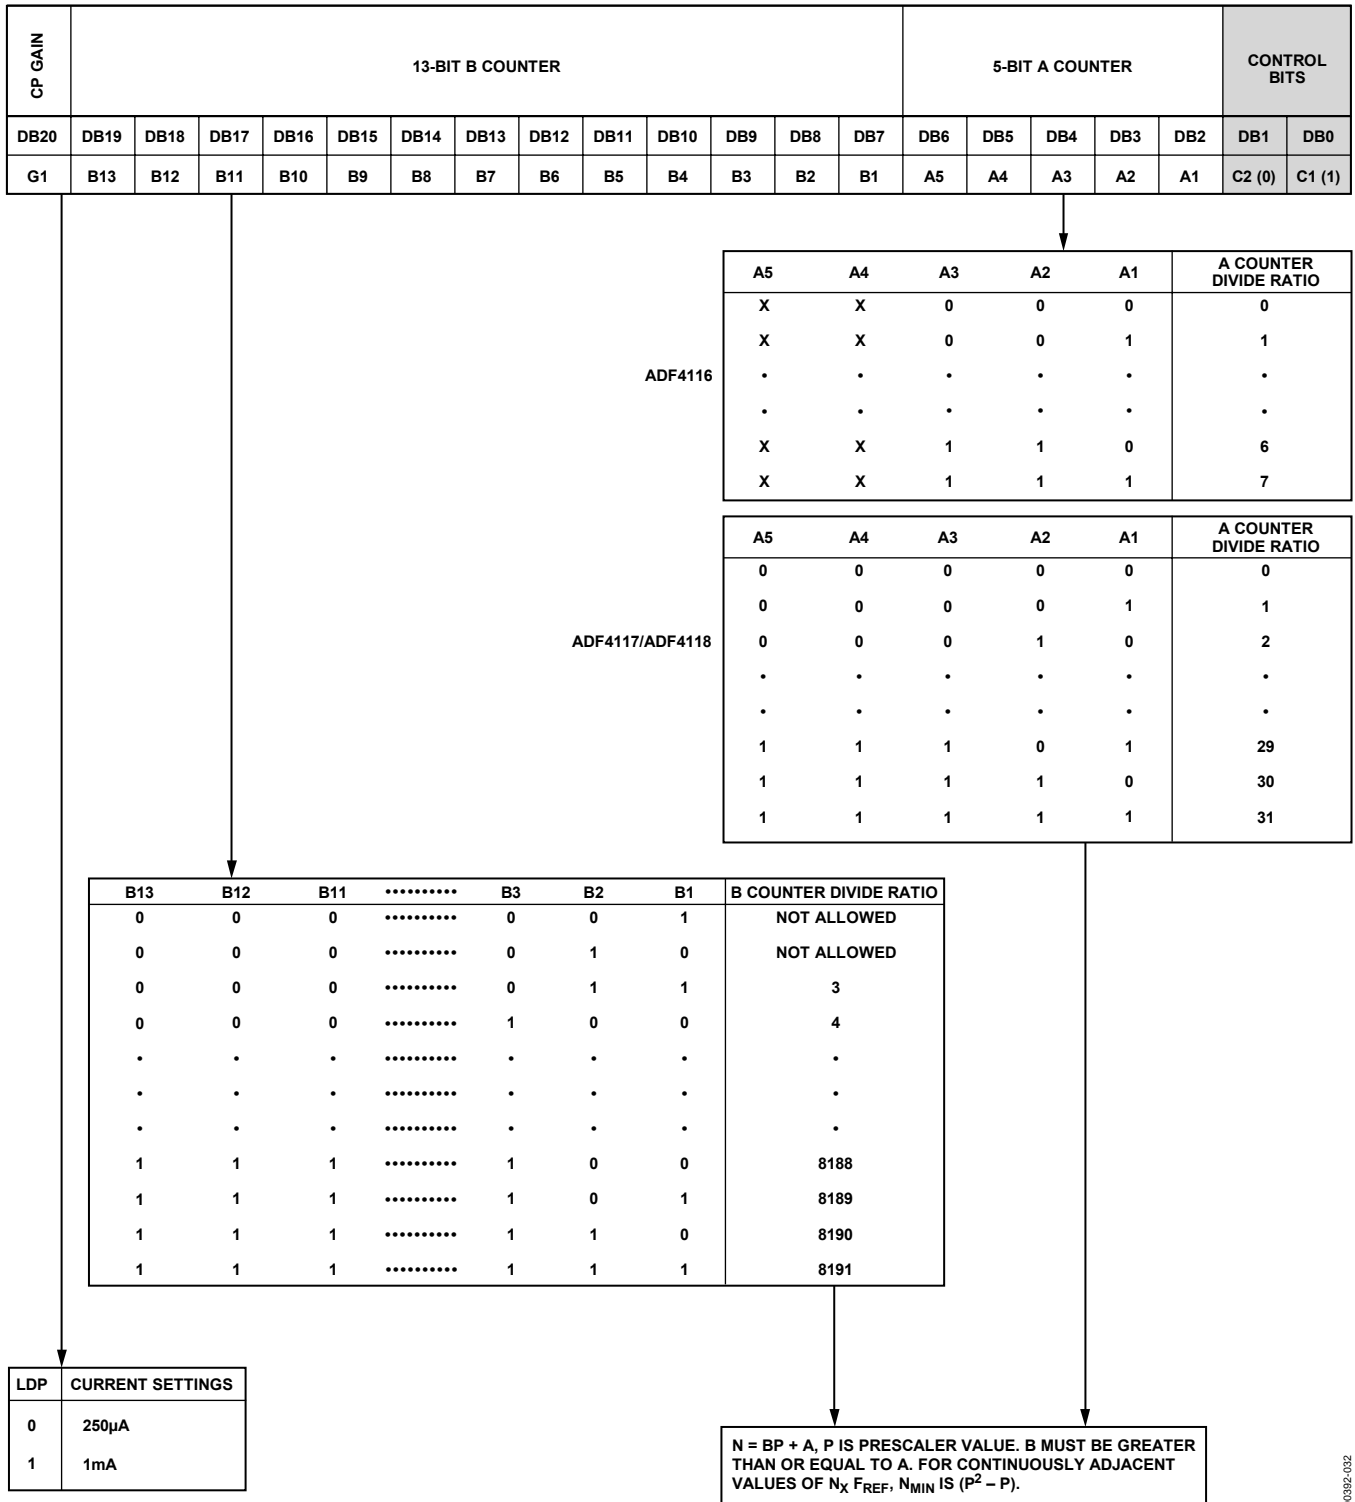 CP GAIN
13-BIT B COUNTER
5-BIT A COUNTER
CONTROL
BITS
DB20 DB19 DB18 DB17 DB16 DB15 DB14 DB13 DB12 DB11 DB10 DB9 DB8 DB7 DB6 DB5 DB4 DB3 DB2 DB1 DB0
G1 B13 B12 B11 B10 B9 B8 B7 B6 B5 B4 B3 B2 B1 A5 A4 A3 A2 A1 C2 (0) C1 (1)
ADF4116
A5 A4 A3 A2 A1 A COUNTER
DIVIDE RATIO
X X 0 0 0 0
X X 0 0 1 1
• • • • • •
• • • • • •
X X 1 1 0 6
X X 1 1 1 7
ADF4117/ADF4118
A5 A4 A3 A2 A1 A COUNTER
DIVIDE RATIO
0 0 0 0 0 0
0 0 0 0 1 1
0 0 0 1 0 2
• • • • • •
• • • • • •
1 1 1 0 1 29
1 1 1 1 0 30
1 1 1 1 1 31
B13 B12 B11 •••••••••• B3 B2 B1 B COUNTER DIVIDE RATIO
0 0 0 •••••••••• 0 0 1 NOT ALLOWED
0 0 0 •••••••••• 0 1 0 NOT ALLOWED
0 0 0 •••••••••• 0 1 1 3
0 0 0 •••••••••• 1 0 0 4
• • • •••••••••• • • • •
• • • •••••••••• • • • •
• • • •••••••••• • • • •
1 1 1 •••••••••• 1 0 0 8188
1 1 1 •••••••••• 1 0 1 8189
1 1 1 •••••••••• 1 1 0 8190
1 1 1 •••••••••• 1 1 1 8191
LDP CURRENT SETTINGS
0 250µA
1 1mA
N = BP + A, P IS PRESCALER VALUE. B MUST BE GREATER
THAN OR EQUAL TO A. FOR CONTINUOUSLY ADJACENT
VALUES OF NX FREF, NMIN IS (P² – P).
00392-032